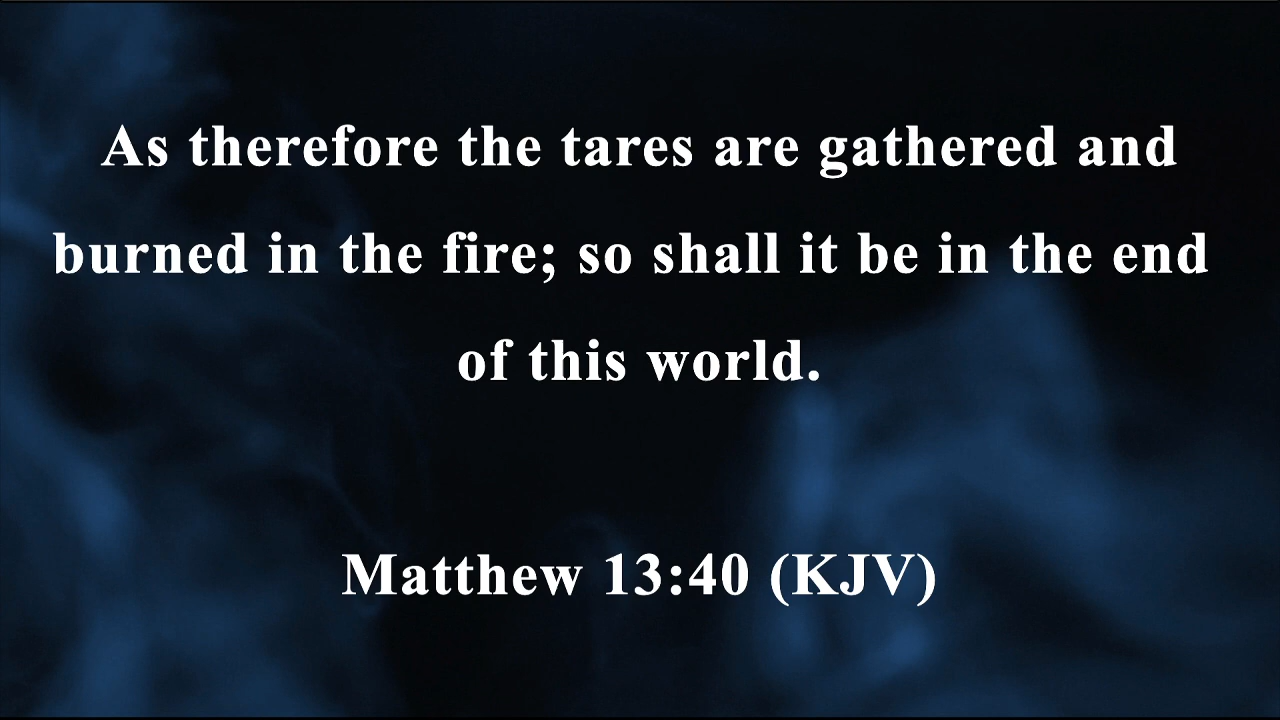 As therefore the tares are gathered and
burned in the fire; so shall it be in the end
of this world.
Matthew 13:40 (KJV)